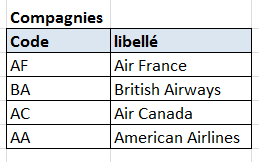 Compagnies
Code libellé
AF Air France
BA British Airways
AC Air Canada
AA American Airlines